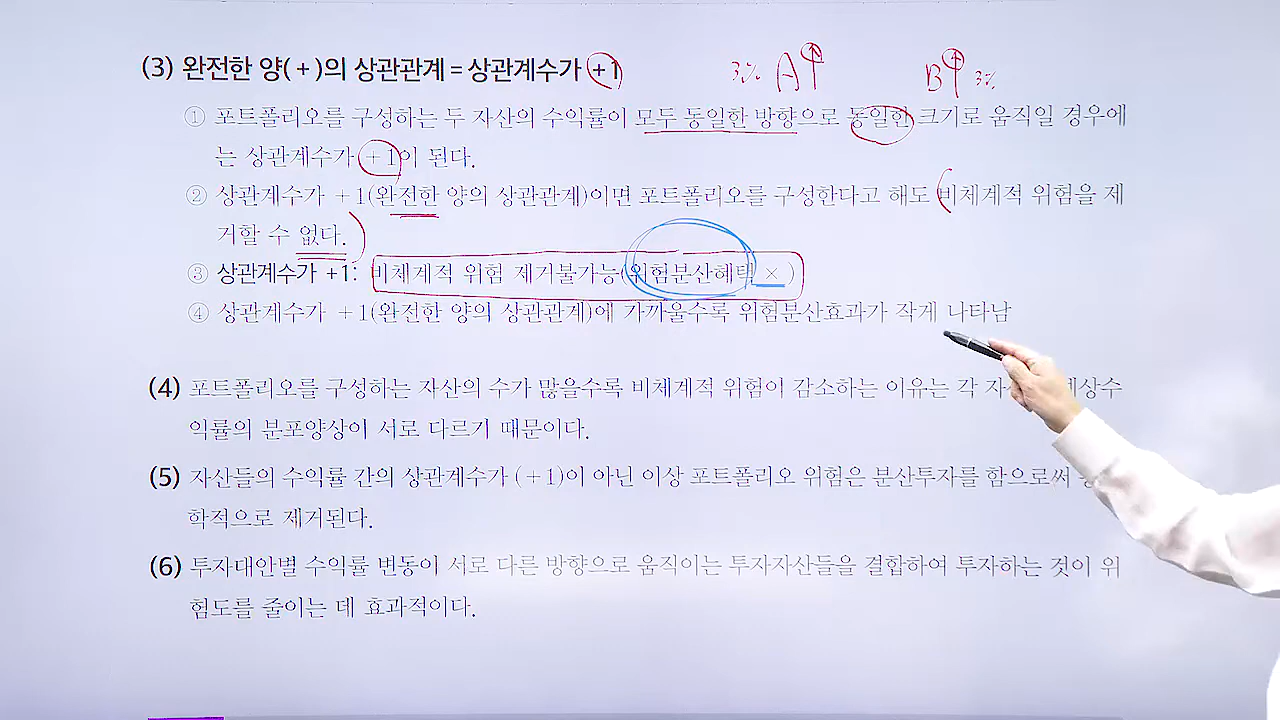 (3) 완전한 양(+)의 상관관계=상관계수가 +1 3% A↑ B↑ 3%
① 포트폴리오를 구성하는 두 자산의 수익률이 모두 동일한 방향으로 동일한 크기로 움직일 경우에
는 상관계수가 +1이 된다.
② 상관계수가 +1(완전한 양의 상관관계)이면 포트폴리오를 구성한다고 해도 비체계적 위험을 제
거할 수 없다.
③ 상관계수가 +1: 비체계적 위험 제거불가능(위험분산혜택 ×)
④ 상관계수가 +1(완전한 양의 상관관계)에 가까울수록 위험분산효과가 작게 나타남
(4) 포트폴리오를 구성하는 자산의 수가 많을수록 비체계적 위험이 감소하는 이유는 각
익률의 분포양상이 서로 다르기 때문이다.
(5) 자산들의 수익률 간의 상관계수가 (+1)이 아닌 이상 포트폴리오 위험은 분산투자를 함으로써
학적으로 제거된다.
(6) 투자대안별 수익률 변동이 서로 다른 방향으로 움직이는 투자자산들을 결합하여 투자하는 것이 위
험도를 줄이는 데 효과적이다.